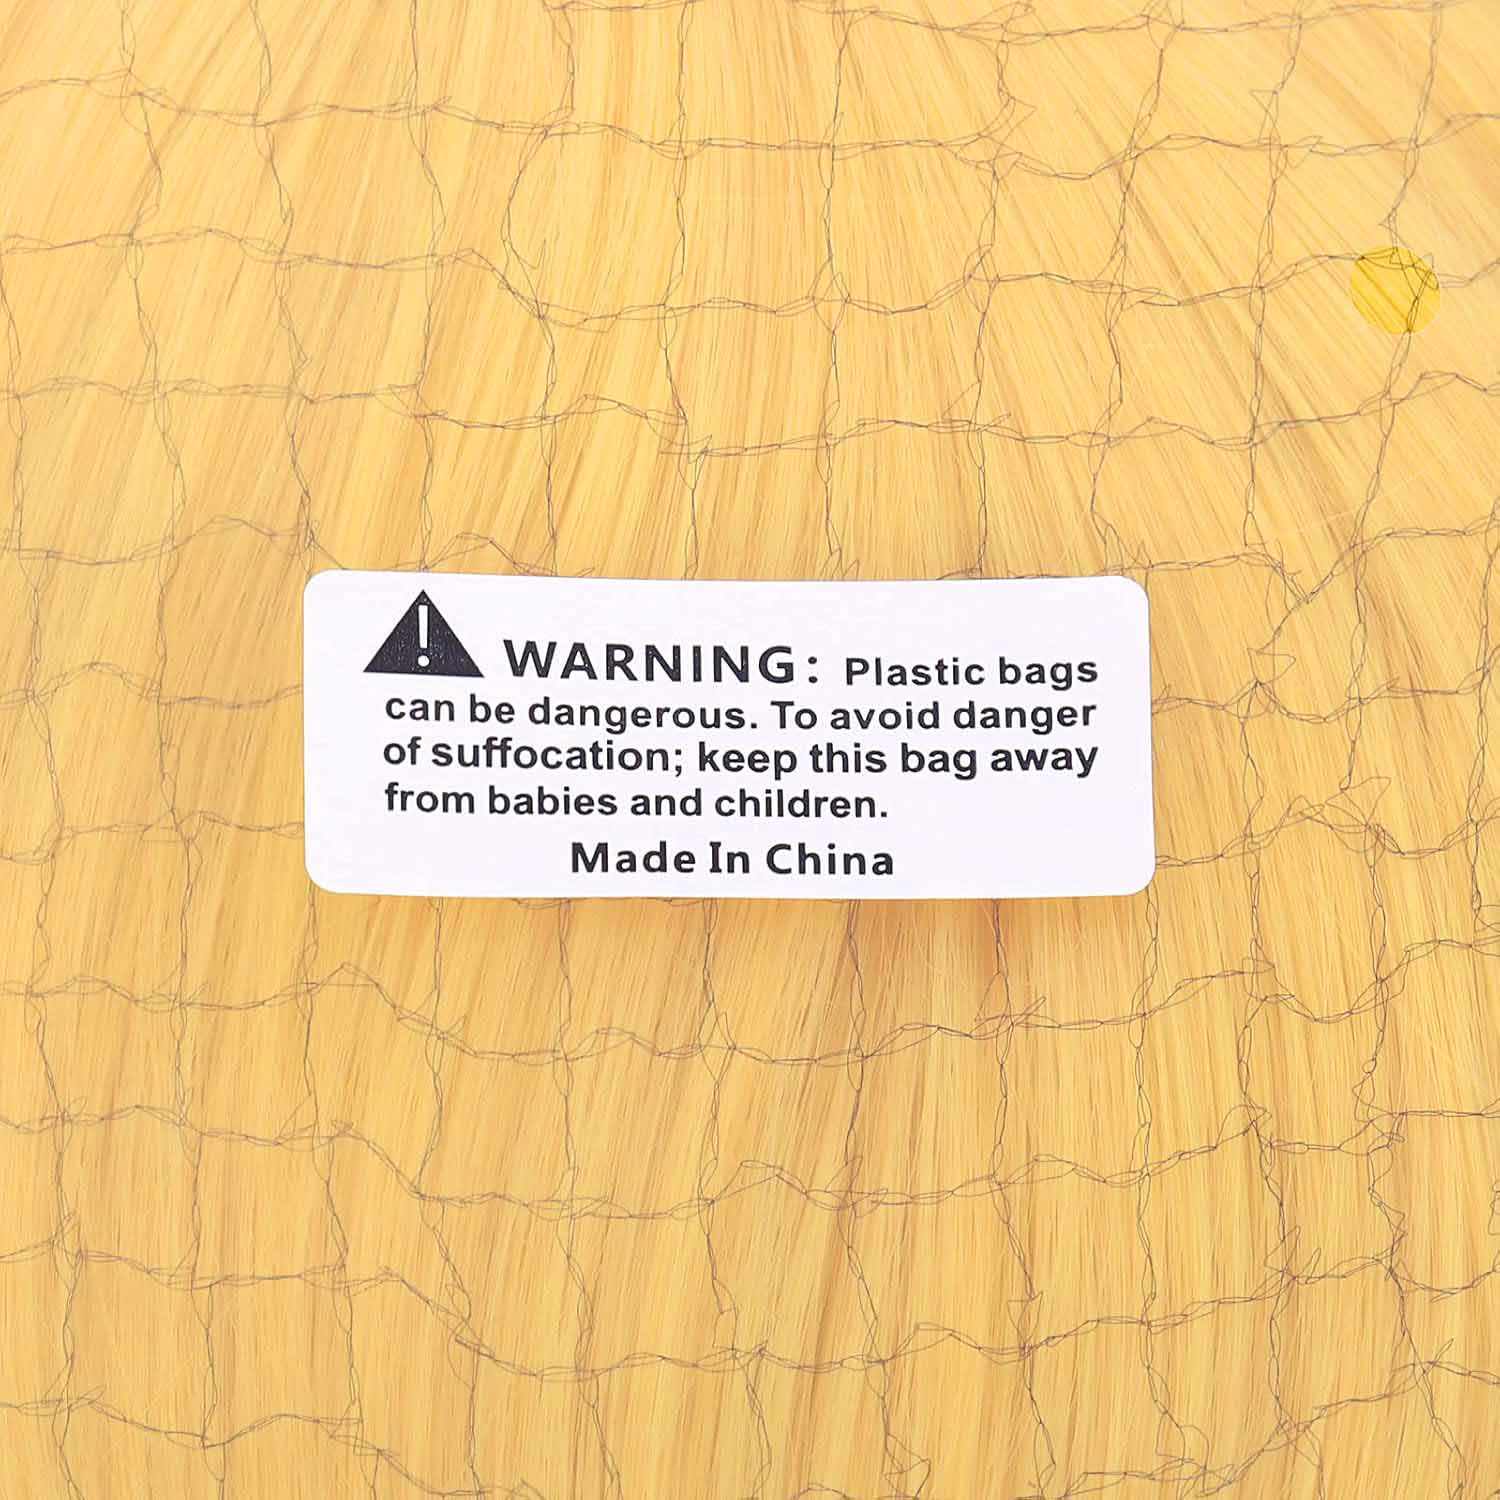 WARNING: Plastic bags
can be dangerous. To avoid danger
of suffocation; keep this bag away
from babies and children.
Made In China